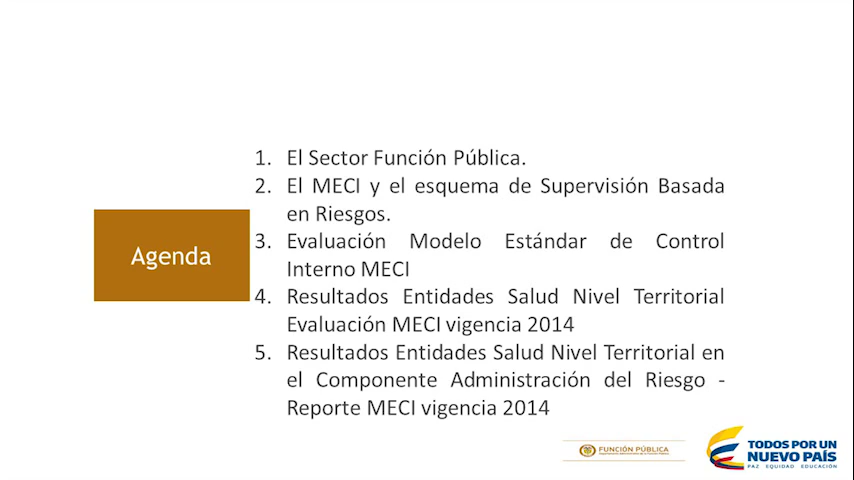 Agenda
1. El Sector Función Pública.
2. El MECI y el esquema de Supervisión Basada
en Riesgos.
3. Evaluación Modelo Estándar de Control
Interno MECI
4. Resultados Entidades Salud Nivel Territorial
Evaluación MECI vigencia 2014
5. Resultados Entidades Salud Nivel Territorial en
el Componente Administración del Riesgo -
Reporte MECI vigencia 2014
FUNCIÓN PÚBLICA
TODOS POR UN
NUEVO PAÍS
PAZ EQUIDAD EDUCACIÓN